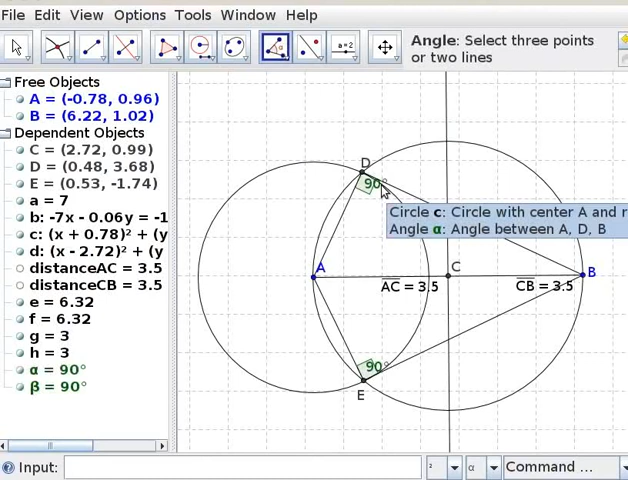 File Edit View Options Tools Window Help
a=2
Angle: Select three points
or two lines
Free Objects
A = (-0.78, 0.96)
B = (6.22, 1.02)
Dependent Objects
C = (2.72, 0.99)
D = (0.48, 3.68)
E = (0.53, -1.74)
a = 7
b: -7x - 0.06y = -1
c: (x + 0.78)² + (y
d: (x - 2.72)² + (y
distanceAC = 3.5
distanceCB = 3.5
e = 6.32
f = 6.32
g = 3
h = 3
α = 90°
β = 90°
D
90°
Circle c: Circle with center A and r
Angle α: Angle between A, D, B
A
C
B
AC = 3.5
CB = 3.5
90°
E
Input:
²
α
Command ...